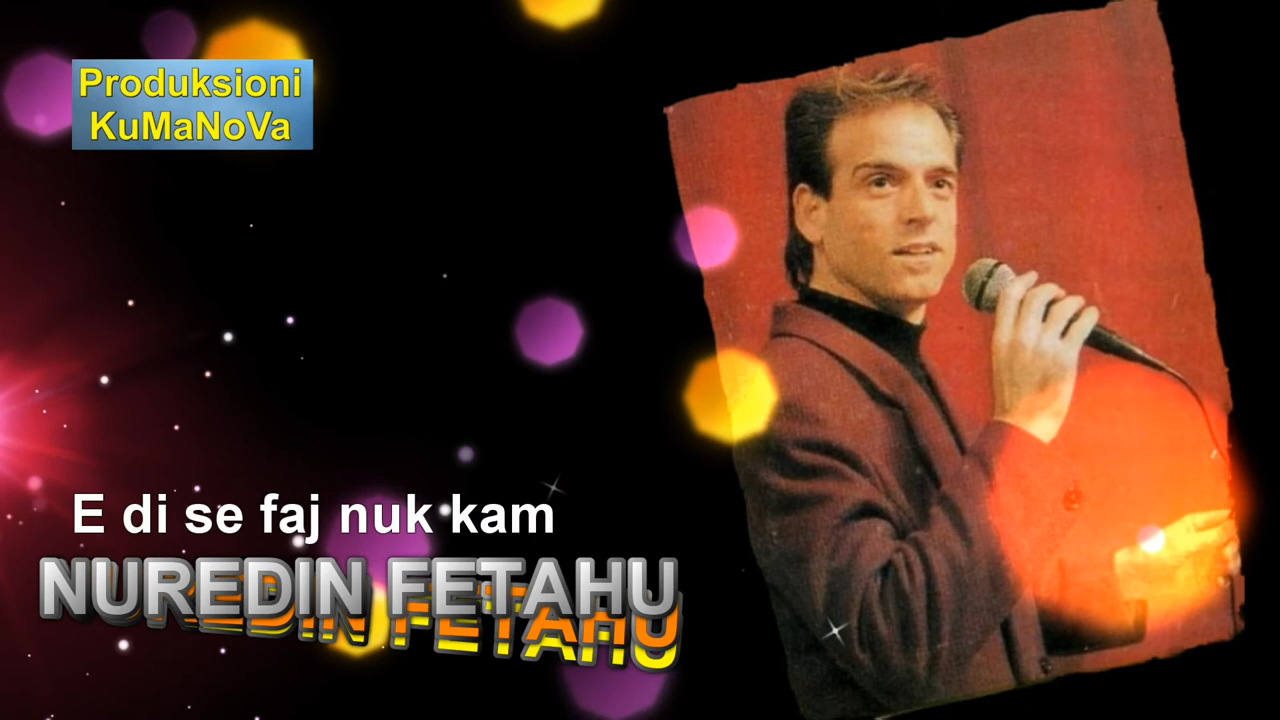 Produksioni
KuMaNoVa
E di se faj nuk kam
NUREDIN FETAHU